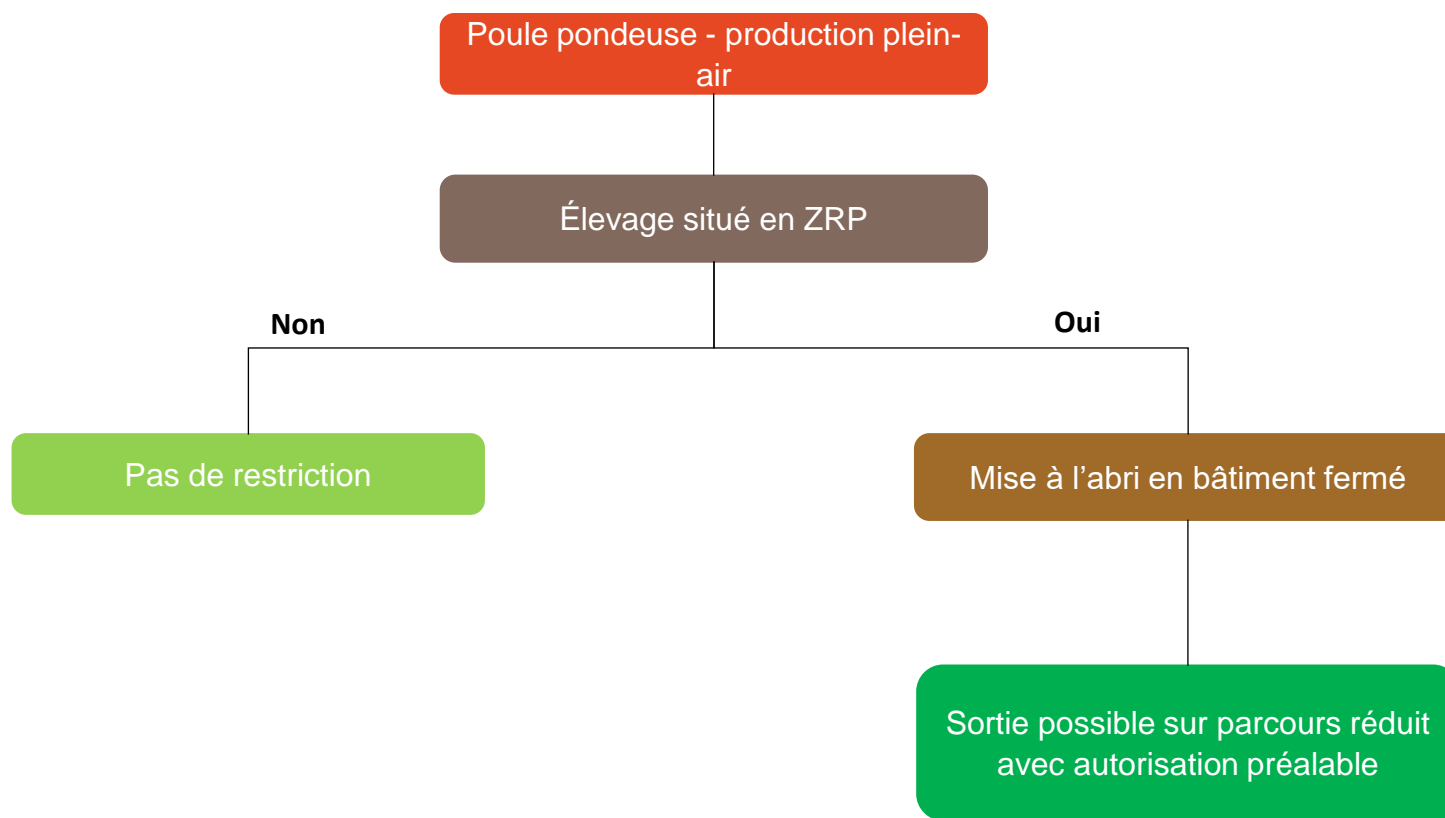 Poule pondeuse - production plein-
air
Élevage situé en ZRP
Non
Oui
Pas de restriction
Mise à l’abri en bâtiment fermé
Sortie possible sur parcours réduit
avec autorisation préalable